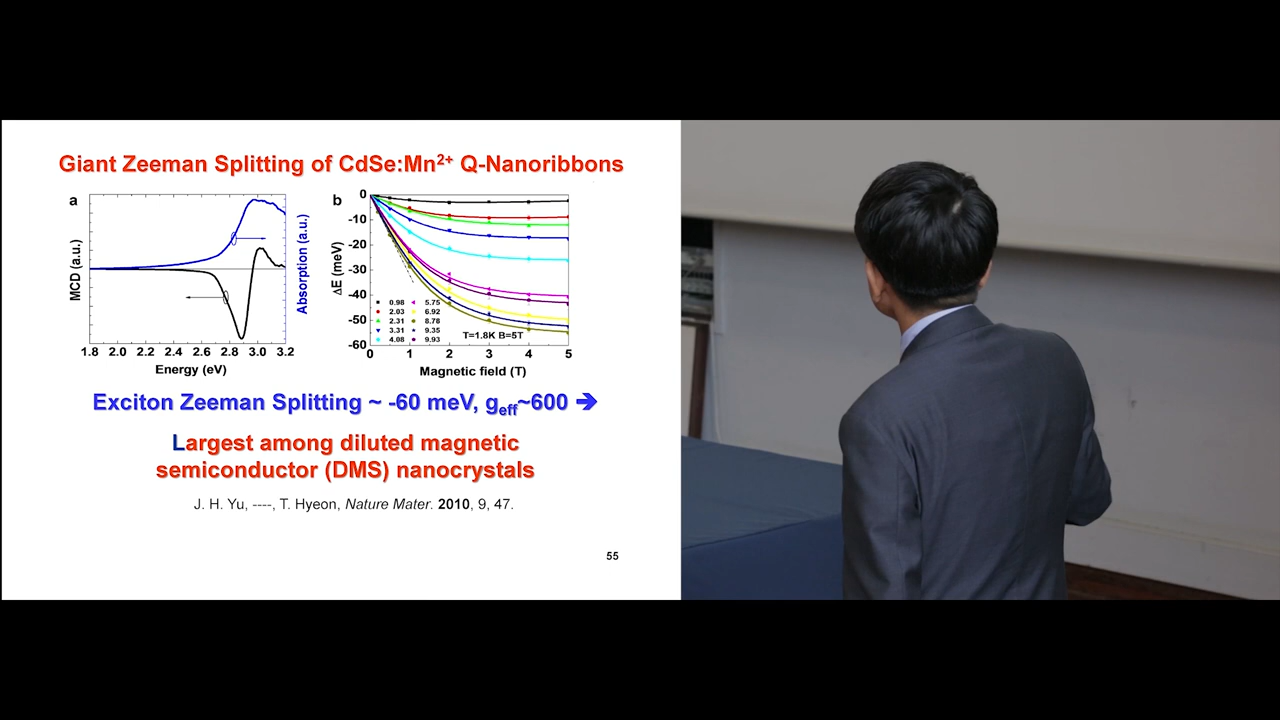 Giant Zeeman Splitting of CdSe:Mn2+ Q-Nanoribbons
a
MCD (a.u.)
Absorption (a.u.)
1.8 2.0 2.2 2.4 2.6 2.8 3.0 3.2
Energy (eV)
b
0
-10
-20
-30
-40
-50
-60
ΔE (meV)
0.98 5.75
2.03 6.92
2.31 8.78
3.31 9.35
4.08 9.93
T=1.8K B=5T
0 1 2 3 4 5
Magnetic field (T)
Exciton Zeeman Splitting ~ -60 meV, geff~600 ➔
Largest among diluted magnetic
semiconductor (DMS) nanocrystals
J. H. Yu, ----, T. Hyeon, Nature Mater. 2010, 9, 47.
55